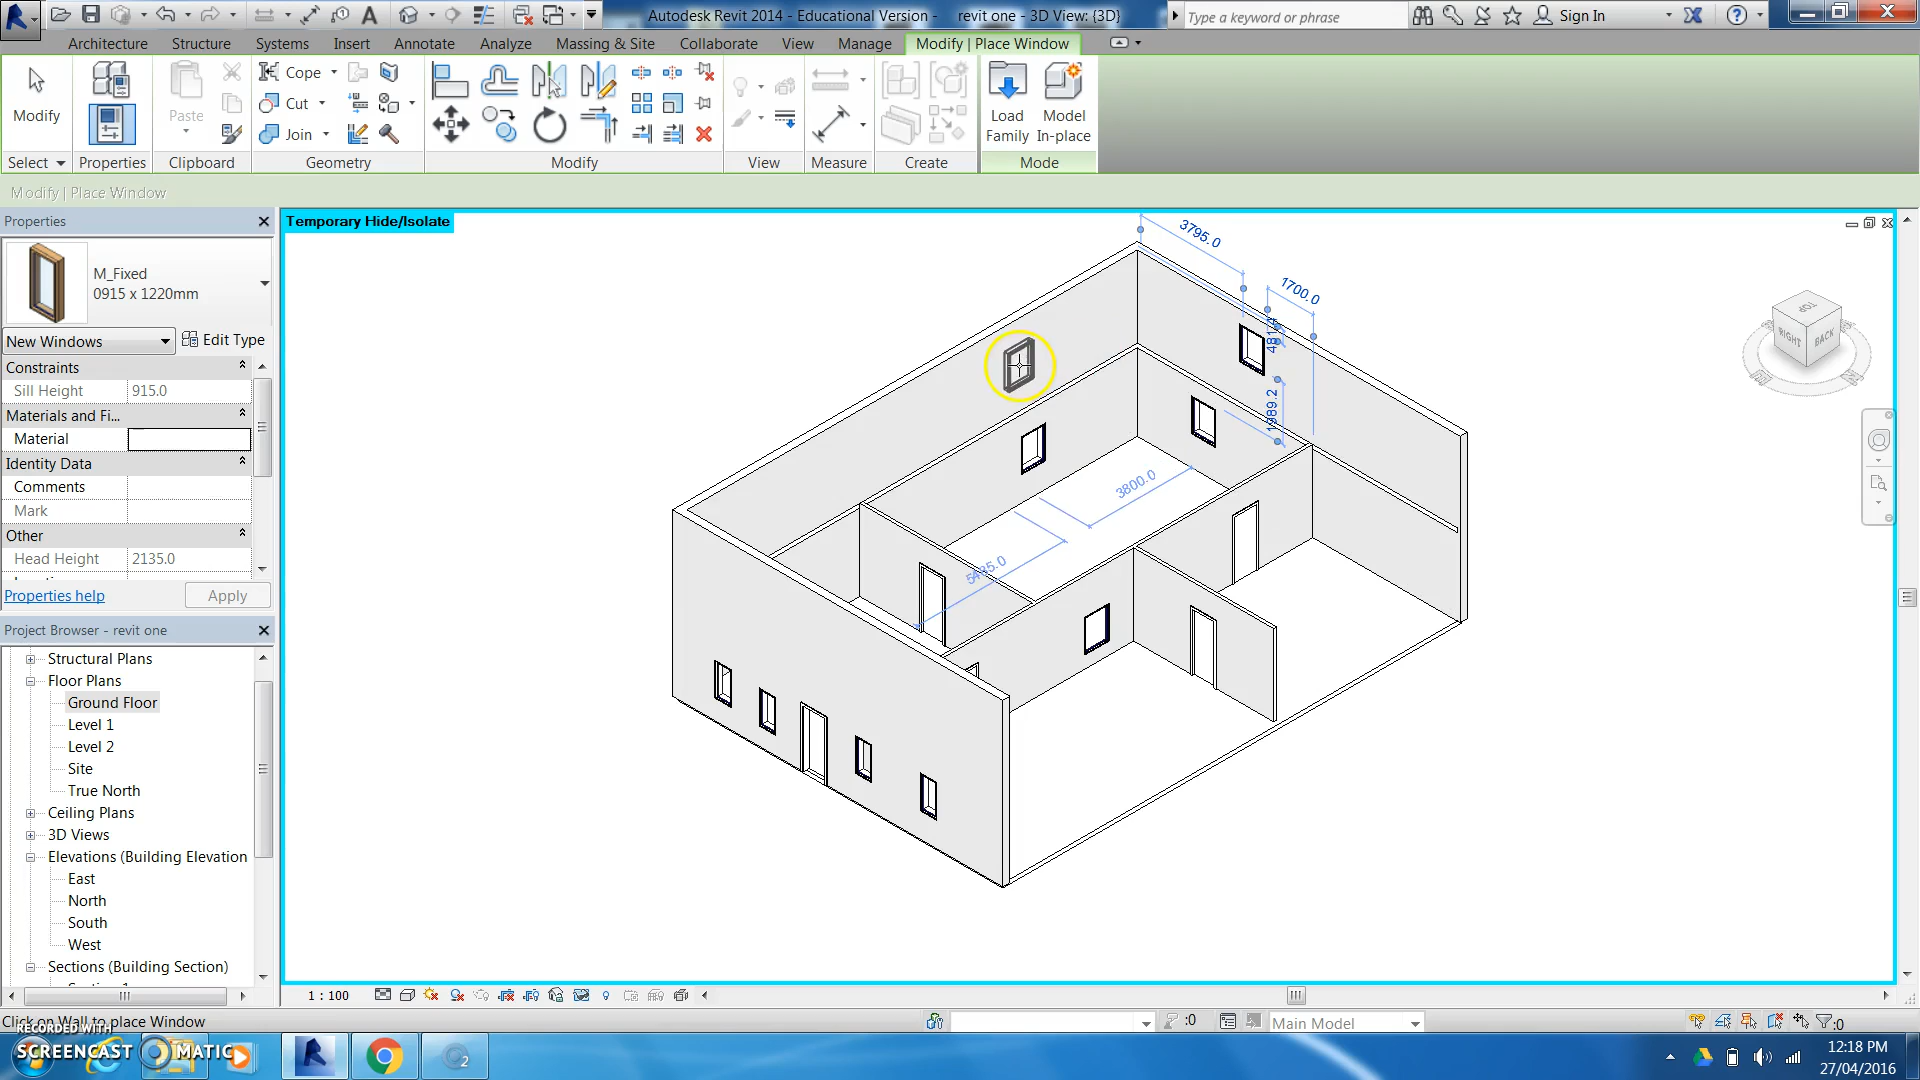 Autodesk Revit 2014 - Educational Version - revit one - 3D View: {3D}
Type a keyword or phrase
Sign In
Architecture Structure Systems Insert Annotate Analyze Massing & Site Collaborate View Manage Modify | Place Window
Modify
Paste
Cope
Cut
Join
Load Family
Model In-place
Select Properties Clipboard Geometry Modify View Measure Create Mode
Modify | Place Window
Properties
M_Fixed
0915 x 1220mm
New Windows
Edit Type
Constraints
Sill Height 915.0
Materials and Fi...
Material
Identity Data
Comments
Mark
Other
Head Height 2135.0
Properties help
Apply
Project Browser - revit one
Structural Plans
Floor Plans
Ground Floor
Level 1
Level 2
Site
True North
Ceiling Plans
3D Views
Elevations (Building Elevation
East
North
South
West
Sections (Building Section)
Temporary Hide/Isolate
3795.0
1700.0
3800.0
TOP
RIGHT
BACK
1 : 100
Click on Wall to place Window
:0
Main Model
:0
RECORDED WITH
SCREENCAST MATIC
12:18 PM
27/04/2016